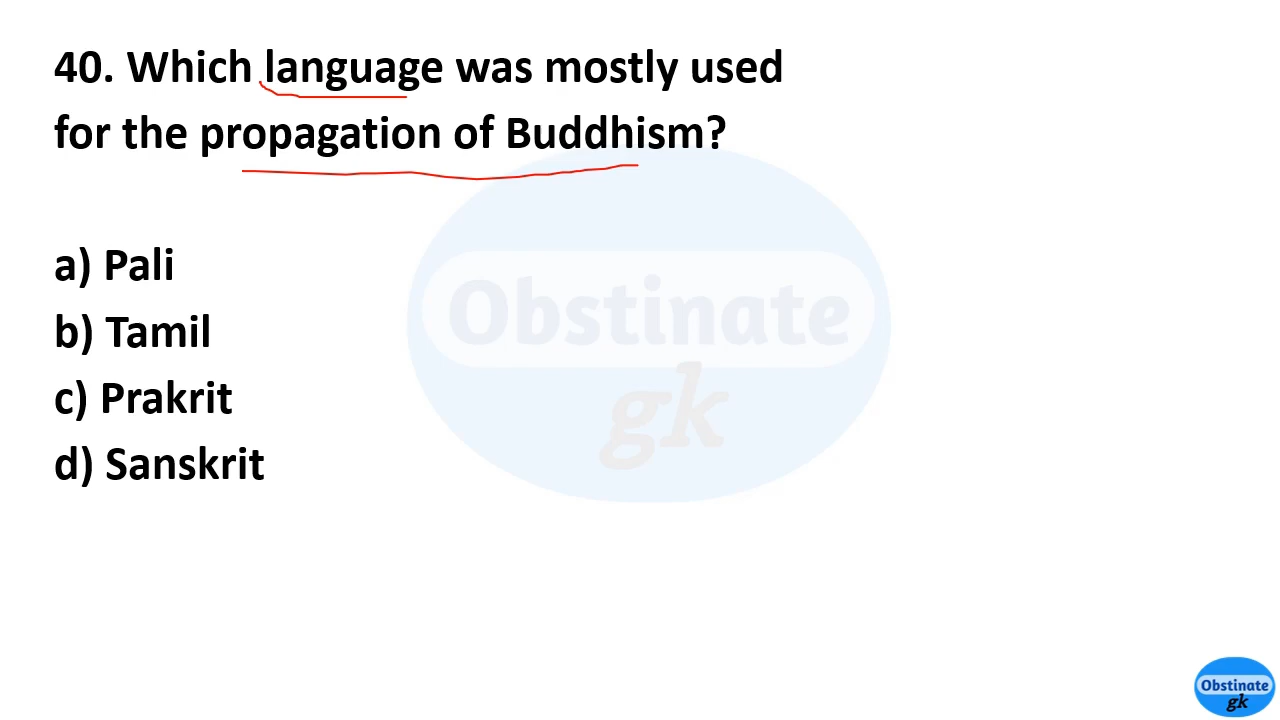 40. Which language was mostly used
for the propagation of Buddhism?
a) Pali
b) Tamil
c) Prakrit
d) Sanskrit
Obstinate
gk
Obstinate
gk